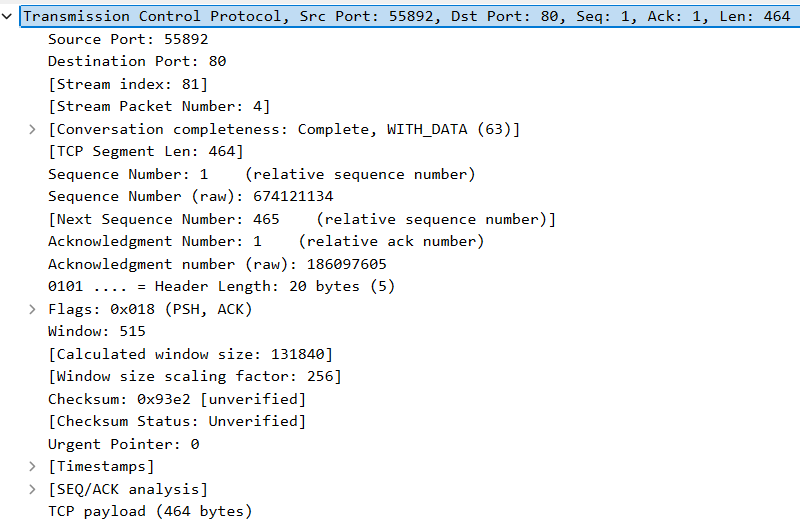 Transmission Control Protocol, Src Port: 55892, Dst Port: 80, Seq: 1, Ack: 1, Len: 464
Source Port: 55892
Destination Port: 80
[Stream index: 81]
[Stream Packet Number: 4]
[Conversation completeness: Complete, WITH_DATA (63)]
[TCP Segment Len: 464]
Sequence Number: 1    (relative sequence number)
Sequence Number (raw): 674121134
[Next Sequence Number: 465    (relative sequence number)]
Acknowledgment Number: 1    (relative ack number)
Acknowledgment number (raw): 186097605
0101 .... = Header Length: 20 bytes (5)
Flags: 0x018 (PSH, ACK)
Window: 515
[Calculated window size: 131840]
[Window size scaling factor: 256]
Checksum: 0x93e2 [unverified]
[Checksum Status: Unverified]
Urgent Pointer: 0
[Timestamps]
[SEQ/ACK analysis]
TCP payload (464 bytes)